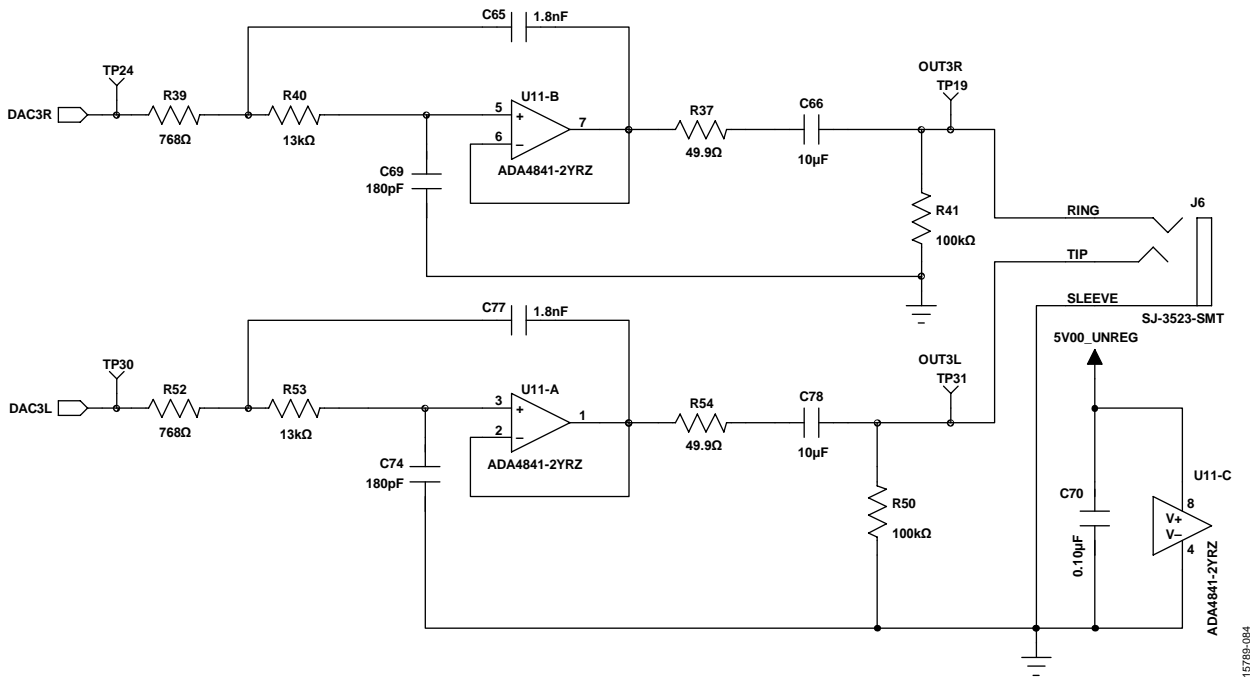 C65
1.8nF
TP24
DAC3R
R39
768Ω
R40
13kΩ
5
+
6
–
U11-B
7
ADA4841-2YRZ
C69
180pF
R37
49.9Ω
C66
10µF
OUT3R
TP19
R41
100kΩ
RING
J6
TIP
SLEEVE
SJ-3523-SMT
C77
1.8nF
TP30
DAC3L
R52
768Ω
R53
13kΩ
3
+
2
–
U11-A
1
ADA4841-2YRZ
C74
180pF
R54
49.9Ω
C78
10µF
OUT3L
TP31
R50
100kΩ
5V00_UNREG
C70
0.10µF
U11-C
8
V+
V–
4
ADA4841-2YRZ
15789-084